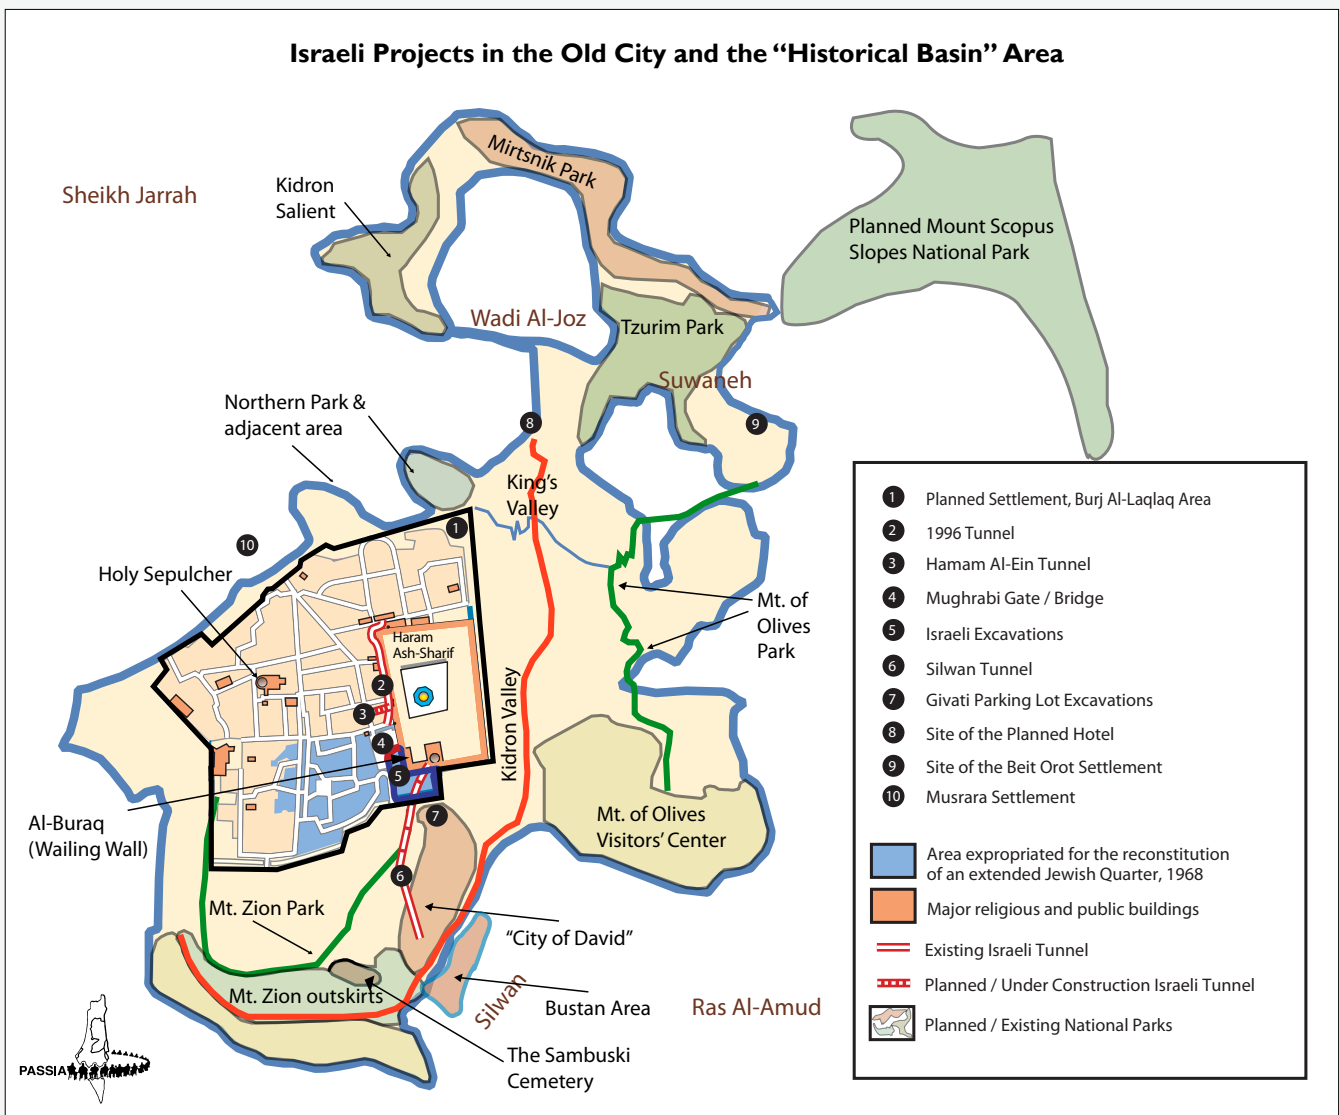 Israeli Projects in the Old City and the “Historical Basin” Area
Mirtsnik Park
Sheikh Jarrah
Kidron
Salient
Planned Mount Scopus
Slopes National Park
Wadi Al-Joz
Tzurim Park
Suwaneh
Northern Park &
adjacent area
8
9
King's
Valley
1
10
Holy Sepulcher
Haram
Ash-Sharif
Mt. of
Olives
Park
2
3
4
5
Kidron Valley
Al-Buraq
(Wailing Wall)
7
Mt. of Olives
Visitors' Center
6
Mt. Zion Park
“City of David”
Mt. Zion outskirts
Silwan
Bustan Area
Ras Al-Amud
The Sambuski
Cemetery
PASSIA
1 Planned Settlement, Burj Al-Laqlaq Area
2 1996 Tunnel
3 Hamam Al-Ein Tunnel
4 Mughrabi Gate / Bridge
5 Israeli Excavations
6 Silwan Tunnel
7 Givati Parking Lot Excavations
8 Site of the Planned Hotel
9 Site of the Beit Orot Settlement
10 Musrara Settlement
Area expropriated for the reconstitution
of an extended Jewish Quarter, 1968
Major religious and public buildings
Existing Israeli Tunnel
Planned / Under Construction Israeli Tunnel
Planned / Existing National Parks